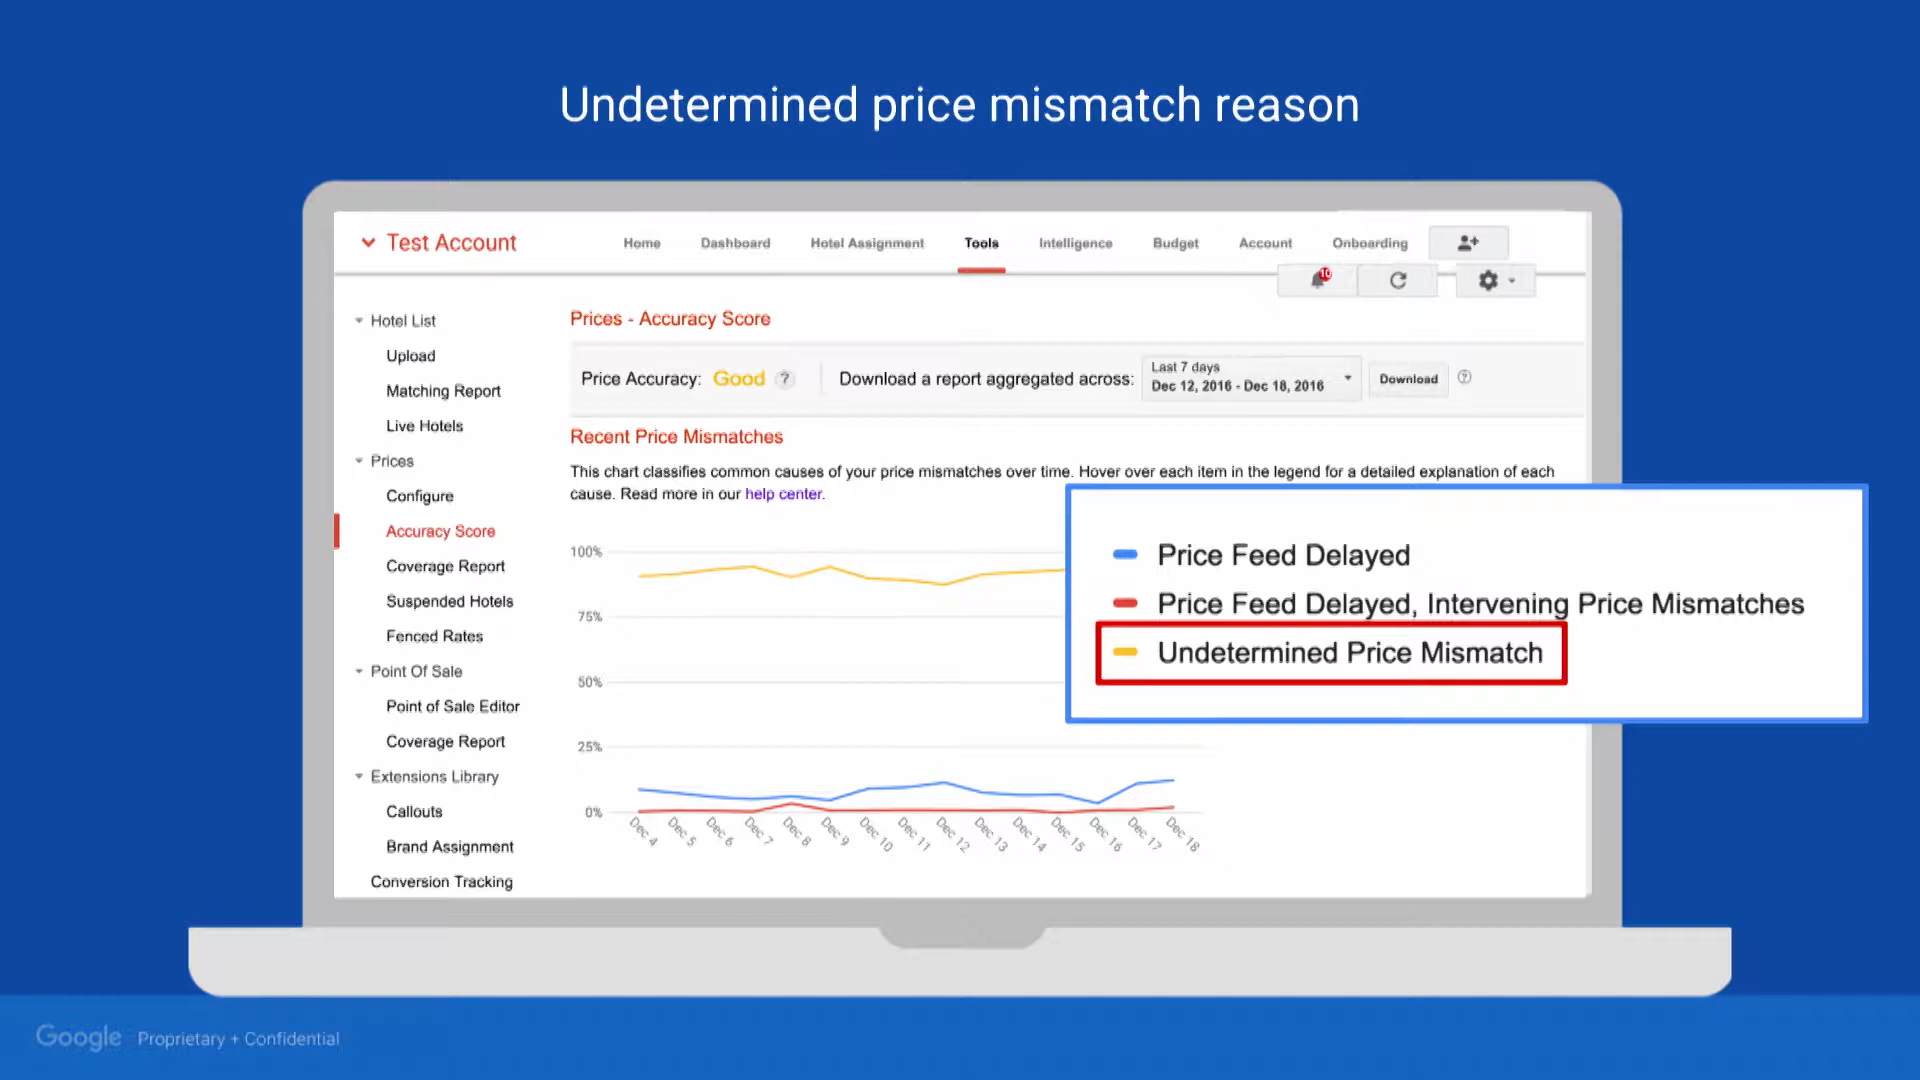 Undetermined price mismatch reason
Test Account
Home Dashboard Hotel Assignment Tools Intelligence Budget Account Onboarding
10
Hotel List
Upload
Matching Report
Live Hotels
Prices
Configure
Accuracy Score
Coverage Report
Suspended Hotels
Fenced Rates
Point Of Sale
Point of Sale Editor
Coverage Report
Extensions Library
Callouts
Brand Assignment
Conversion Tracking
Prices - Accuracy Score
Price Accuracy: Good ? Download a report aggregated across: Last 7 days
Dec 12, 2016 - Dec 18, 2016
Download ?
Recent Price Mismatches
This chart classifies common causes of your price mismatches over time. Hover over each item in the legend for a detailed explanation of each
cause. Read more in our help center.
100%
75%
50%
25%
0%
Dec 4 Dec 5 Dec 6 Dec 7 Dec 8 Dec 9 Dec 10 Dec 11 Dec 12 Dec 13 Dec 14 Dec 15 Dec 16 Dec 17 Dec 18
Price Feed Delayed
Price Feed Delayed, Intervening Price Mismatches
Undetermined Price Mismatch
Google Proprietary + Confidential